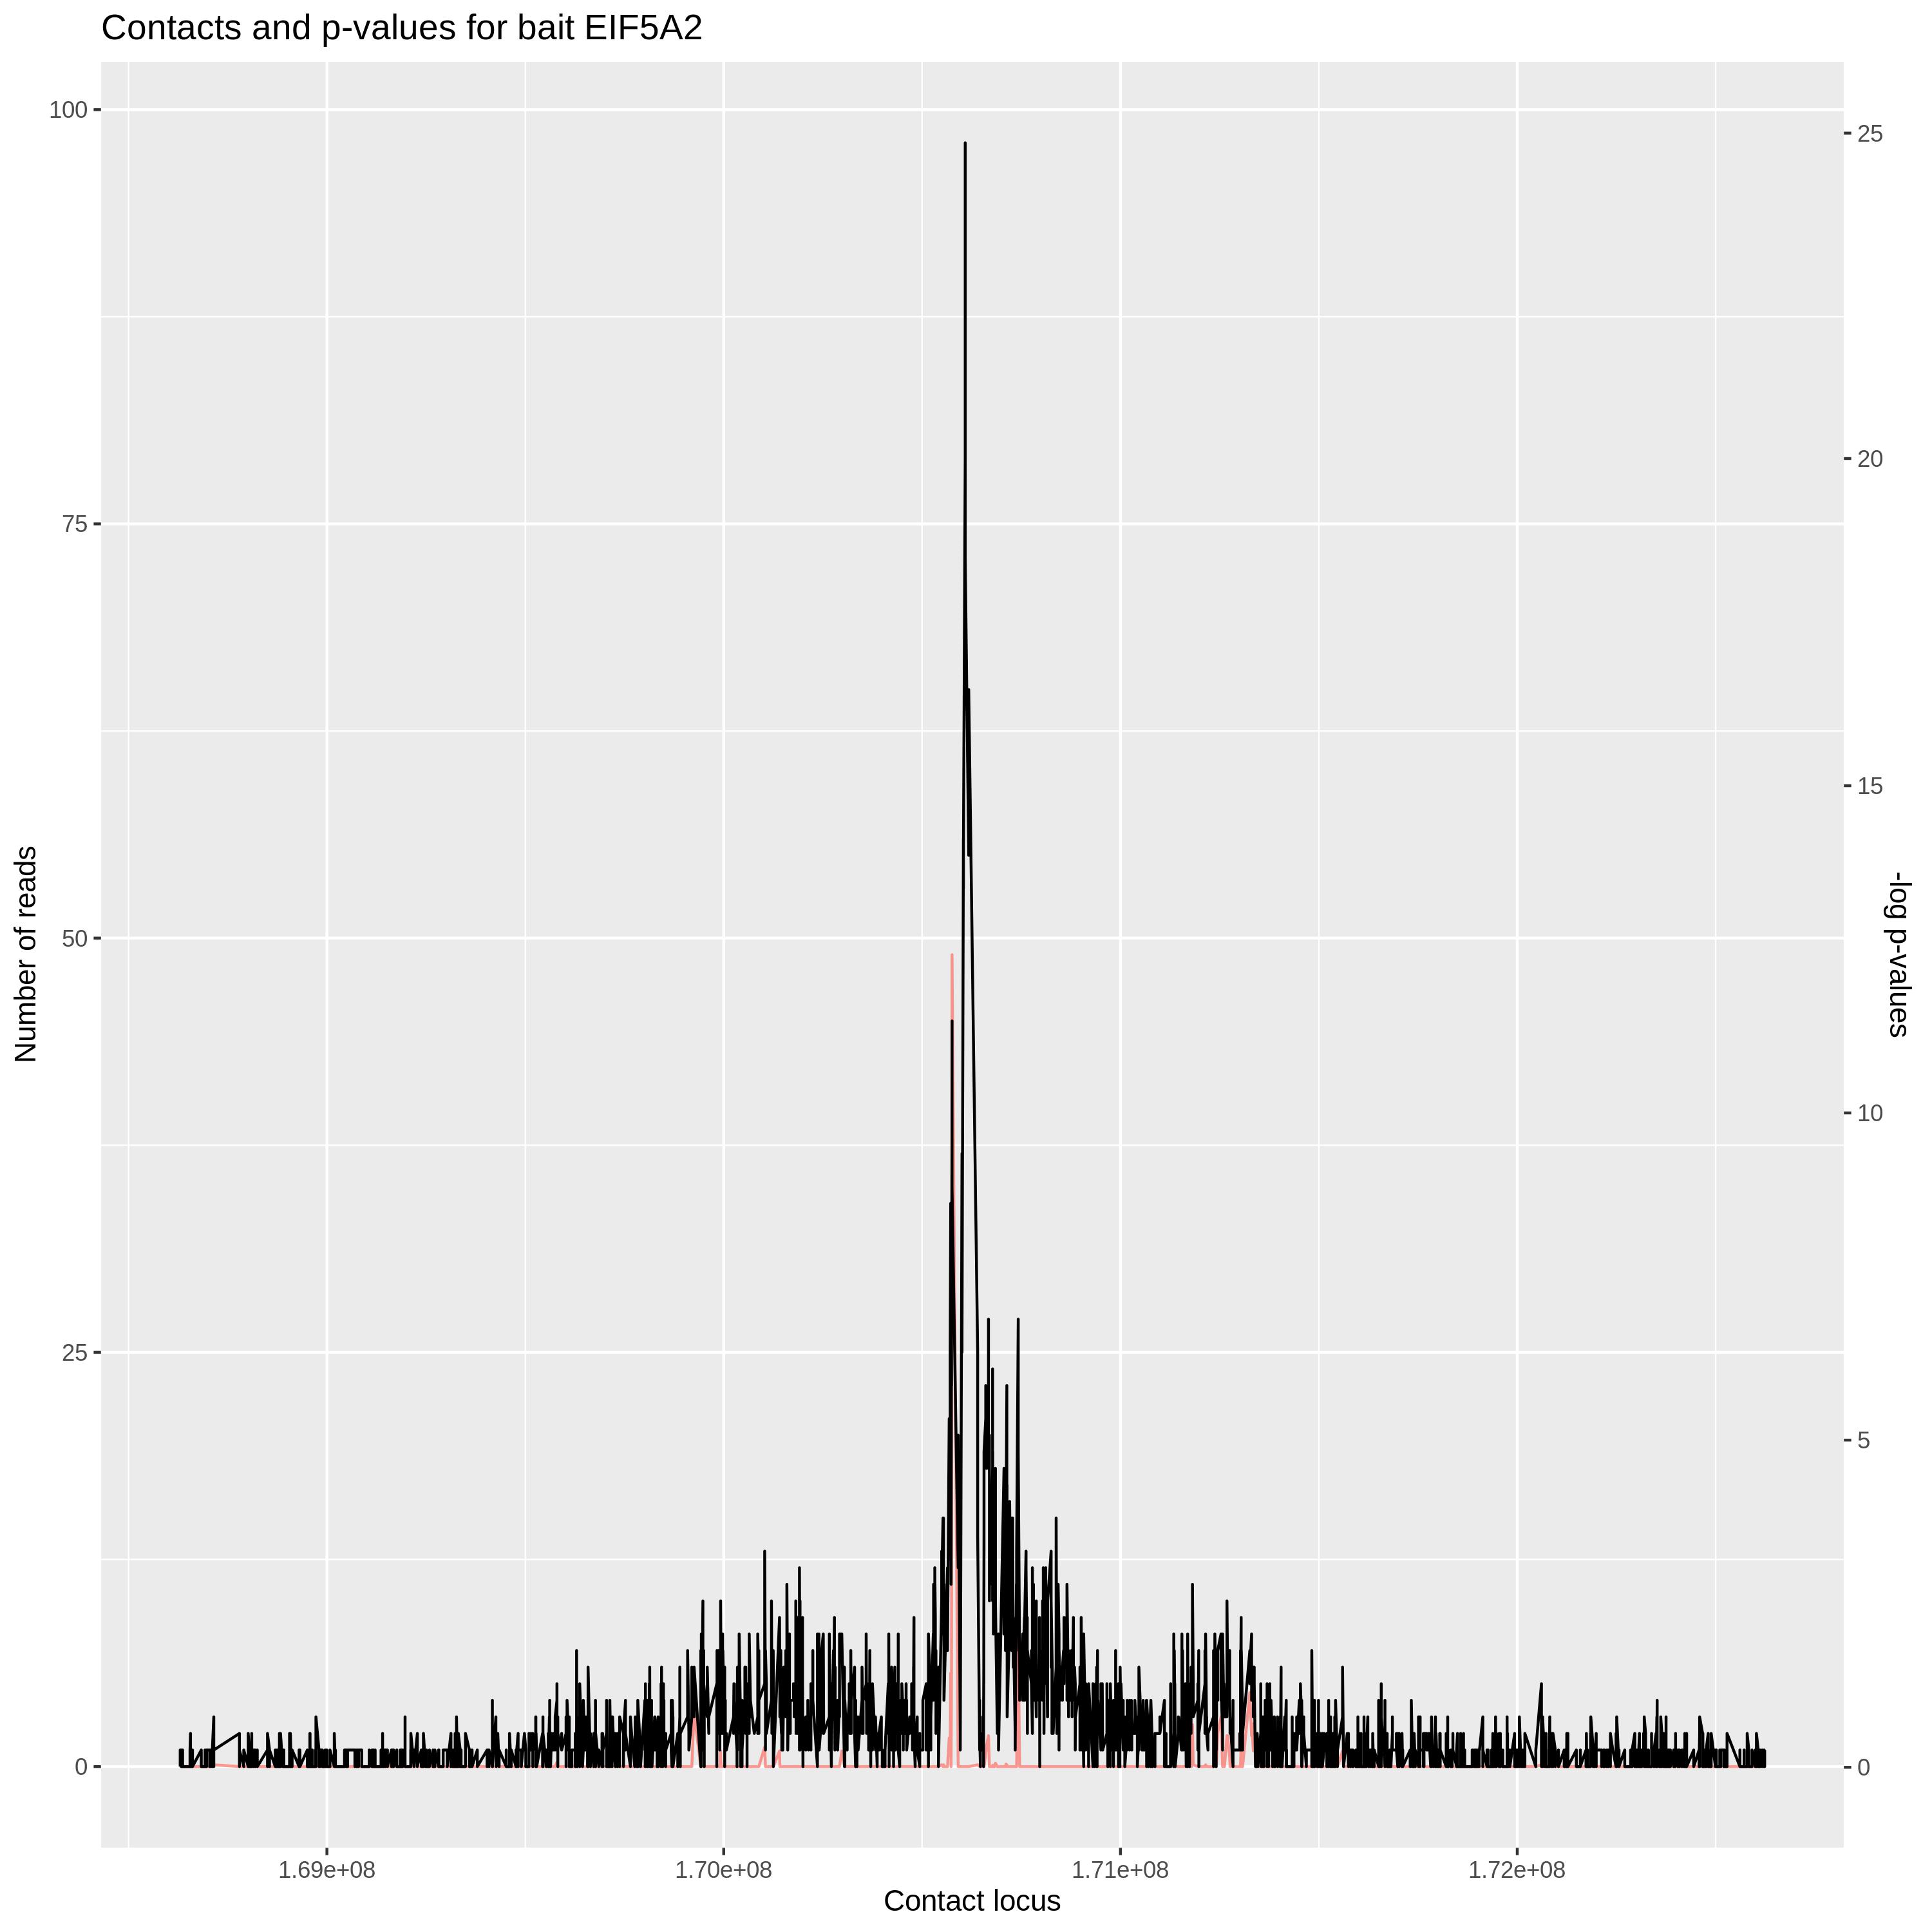 Contacts and p-values for bait EIF5A2
100
75
50
25
0
Number of reads
25
20
15
10
5
0
-log p-values
1.69e+08
1.70e+08
1.71e+08
1.72e+08
Contact locus